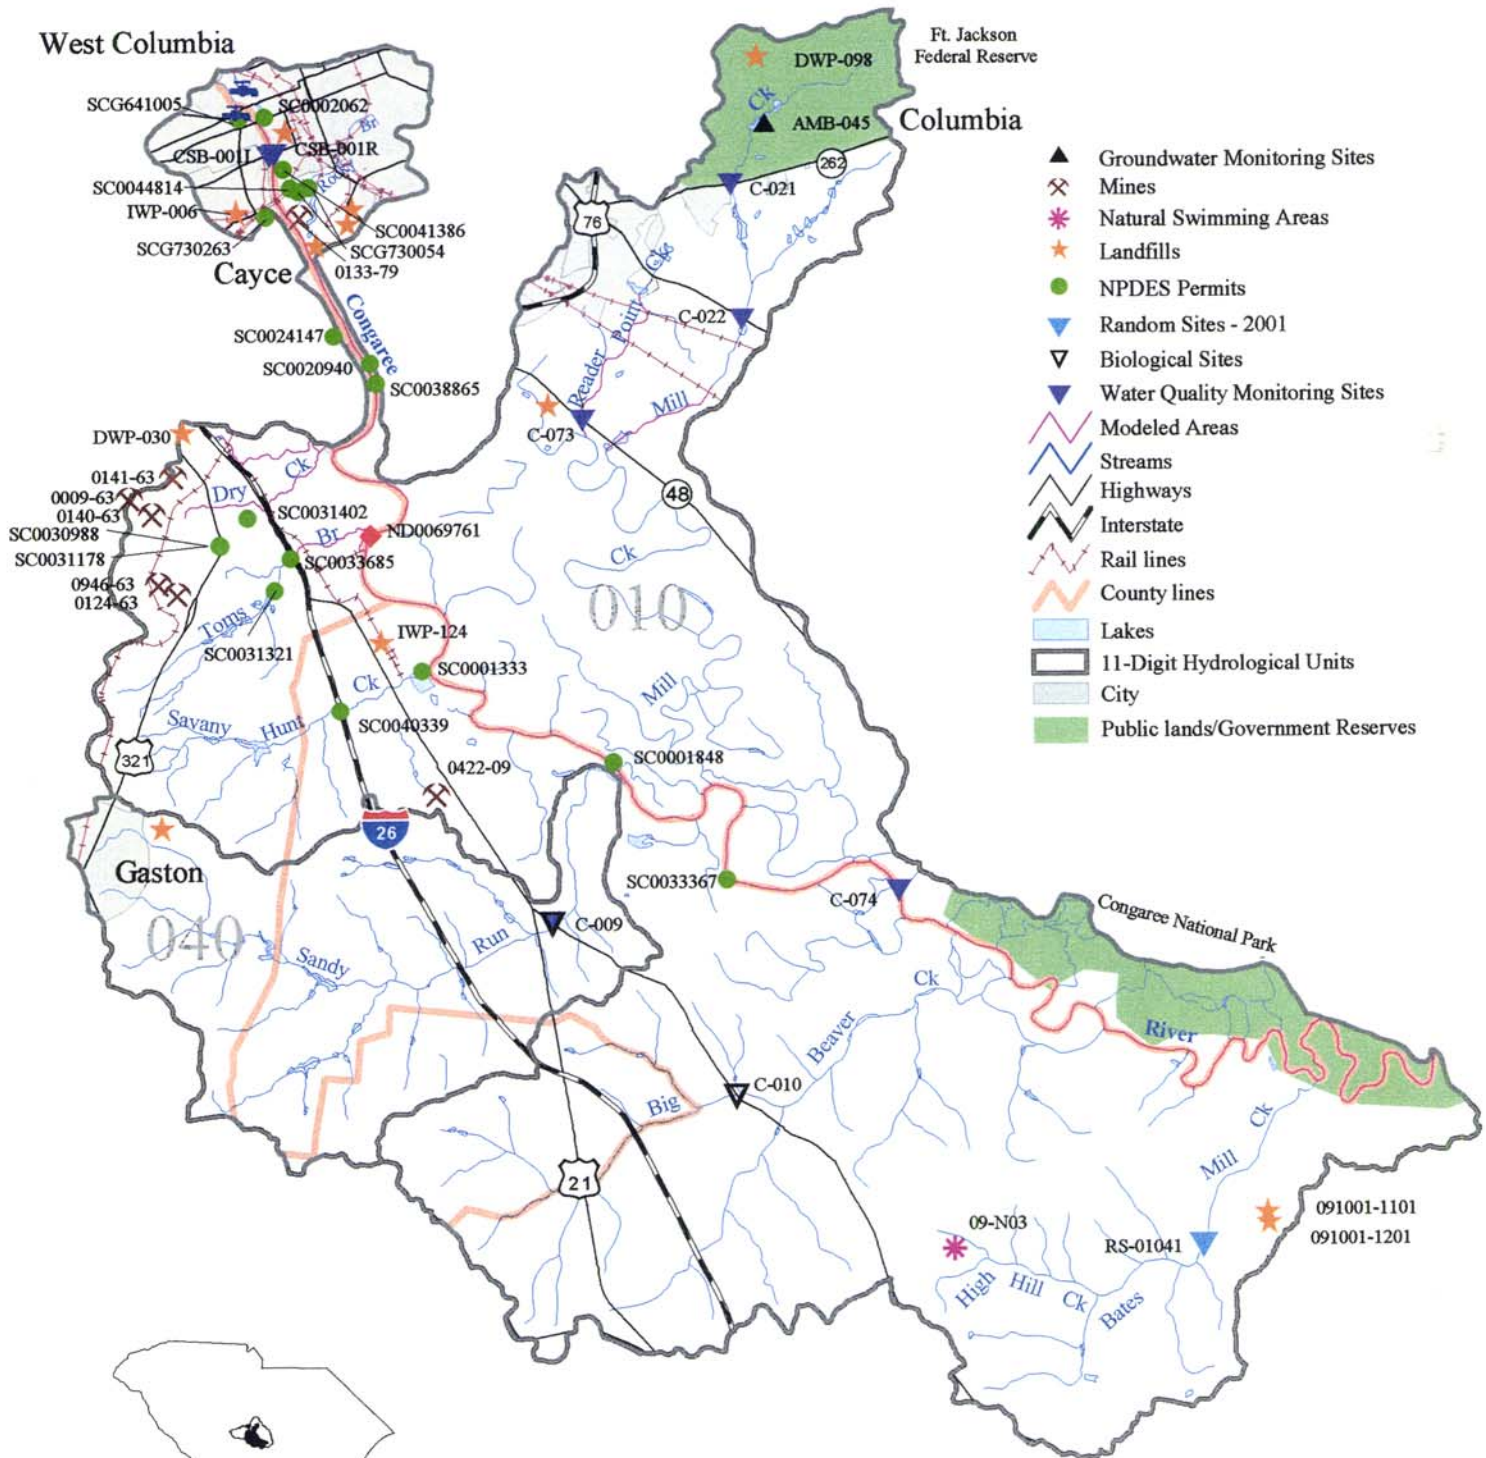 West Columbia
SCG641005
SC0002062
Br
CSB-001L
CSB-001R
Rocky
SC0044814
IWP-006
SCG730263
SC0041386
SCG730054
0133-79
Cayce
Congaree
SC0024147
SC0020940
SC0038865
Ft. Jackson
Federal Reserve
DWP-098
Ck
AMB-045
Columbia
262
C-021
76
Cks
Point
Reader
C-022
Mill
C-073
48
Groundwater Monitoring Sites
Mines
Natural Swimming Areas
Landfills
NPDES Permits
Random Sites - 2001
Biological Sites
Water Quality Monitoring Sites
Modeled Areas
Streams
Highways
Interstate
Rail lines
County lines
Lakes
11-Digit Hydrological Units
City
Public lands/Government Reserves
DWP-030
0141-63
0009-63
0140-63
SC0030988
SC0031178
0946-63
0124-63
Dry
Ck
SC0031402
Br
ND0069761
SC0033685
Toms
SC0031321
IWP-124
SC0001333
Ck
Savany
Hunt
SC0040339
321
0422-09
26
Ck
010
Mill
SC0001848
SC0033367
C-074
Congaree National Park
Gaston
040
Sandy
Run
C-009
Ck
Beaver
River
Big
C-010
21
Ck
Mill
09-N03
RS-01041
091001-1101
091001-1201
High
Hill
Ck
Bates